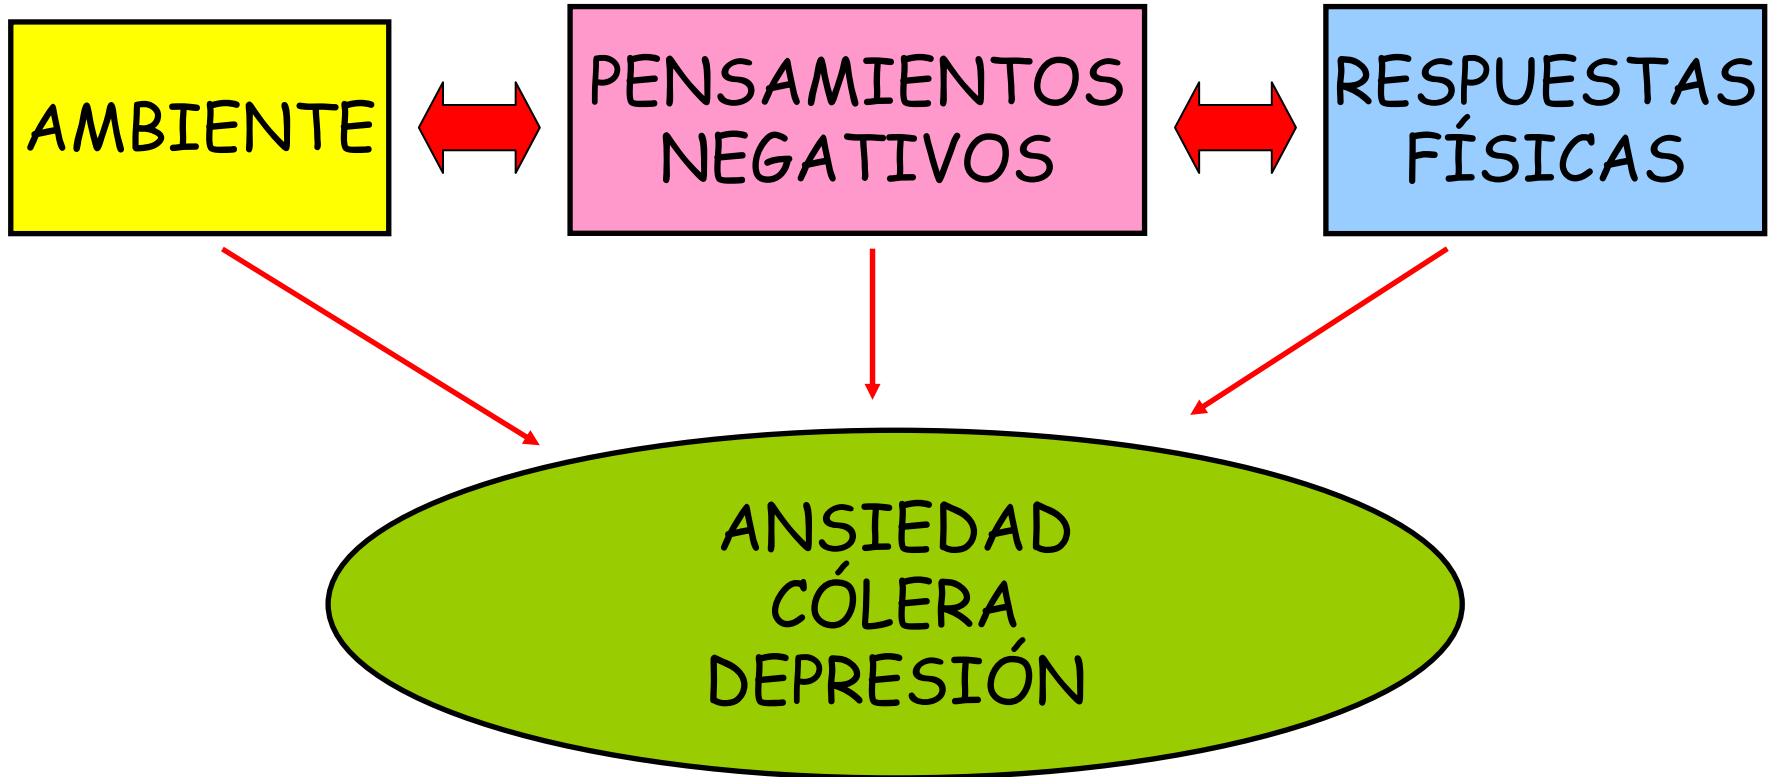 AMBIENTE
PENSAMIENTOS
NEGATIVOS
RESPUESTAS
FÍSICAS
ANSIEDAD
CÓLERA
DEPRESIÓN